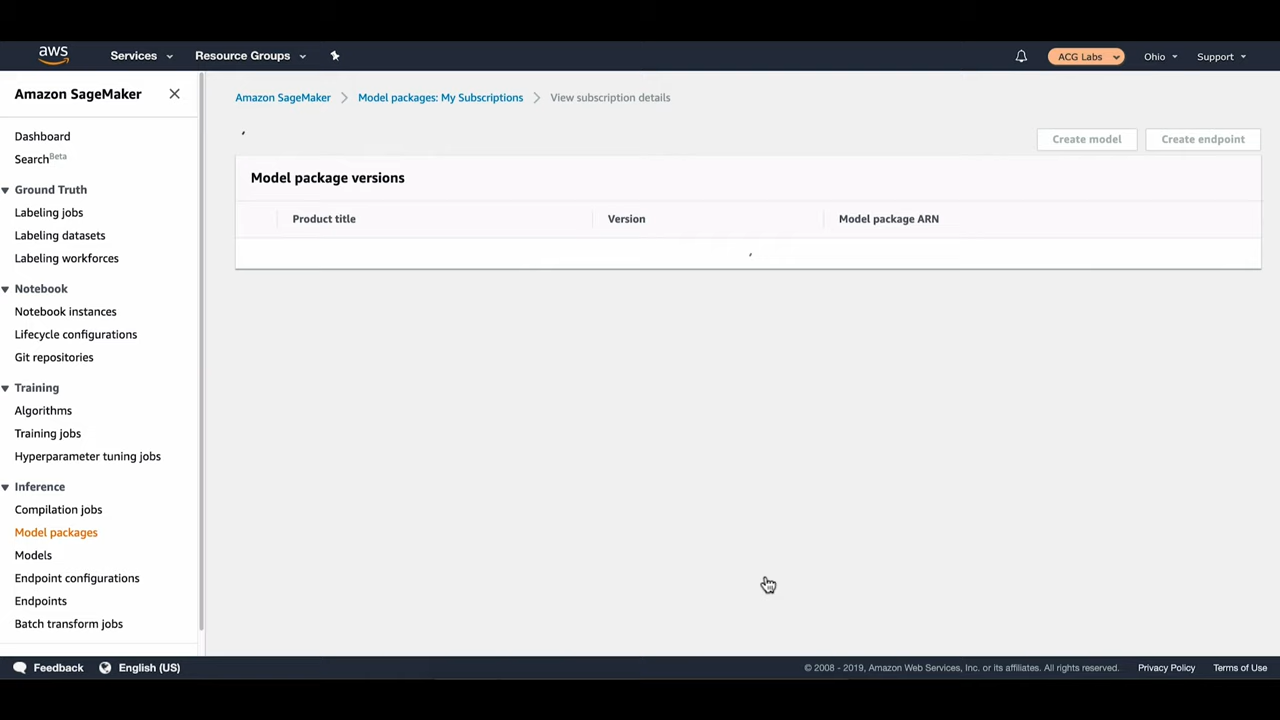 aws
Services
Resource Groups
ACG Labs
Ohio
Support
Amazon SageMaker
Dashboard
Search Beta
Ground Truth
Labeling jobs
Labeling datasets
Labeling workforces
Notebook
Notebook instances
Lifecycle configurations
Git repositories
Training
Algorithms
Training jobs
Hyperparameter tuning jobs
Inference
Compilation jobs
Model packages
Models
Endpoint configurations
Endpoints
Batch transform jobs
Amazon SageMaker
Model packages: My Subscriptions
View subscription details
Create model
Create endpoint
Model package versions
Product title
Version
Model package ARN
Feedback
English (US)
© 2008 - 2019, Amazon Web Services, Inc. or its affiliates. All rights reserved.
Privacy Policy
Terms of Use